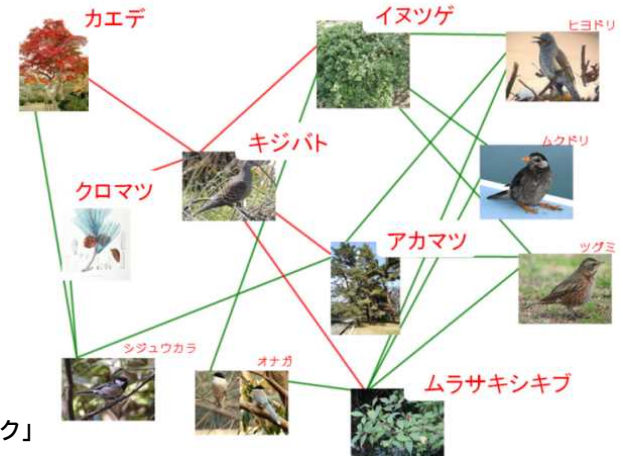 カエデ
イヌツゲ
ヒヨドリ
キジバト
ムクドリ
クロマツ
アカマツ
ツグミ
シジュウカラ
オナガ
ムラサキシキブ
ク」